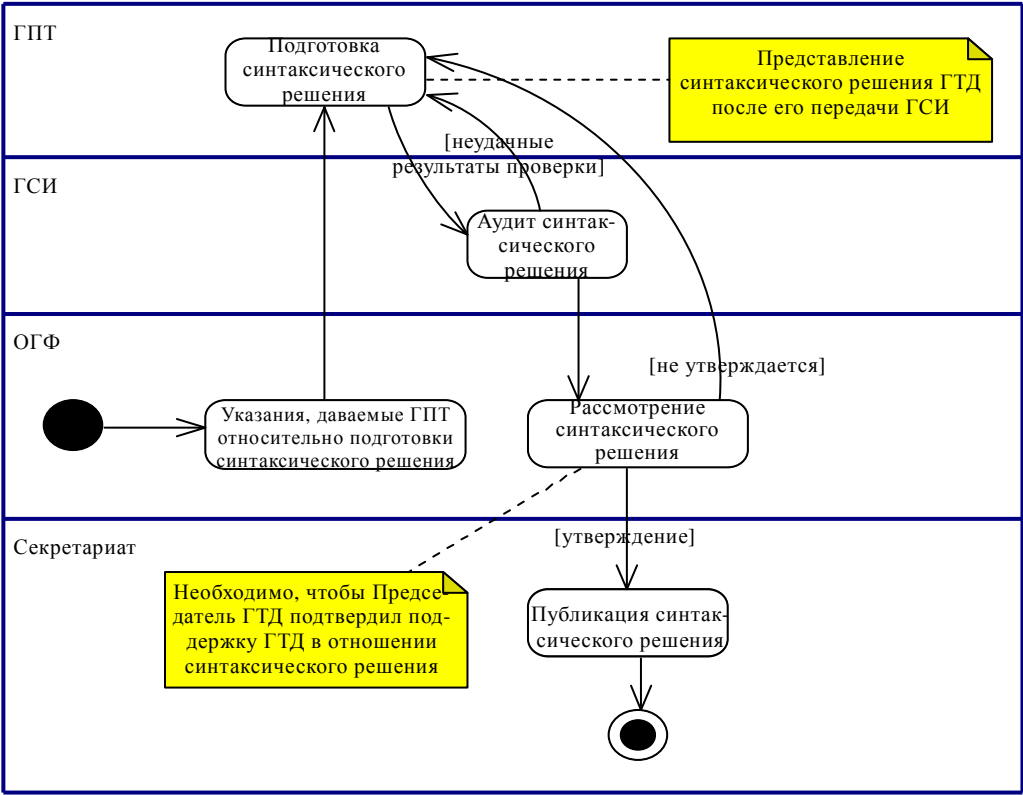 ГПТ
Подготовка
синтаксического
решения
Представление
синтаксического решения ГТД
после его передачи ГСИ
[неудачные
результаты проверки]
ГСИ
Аудит синтак-
сического
решения
ОГФ
[не утверждается]
Указания, даваемые ГПТ
относительно подготовки
синтаксического решения
Рассмотрение
синтаксического
решения
Секретариат
[утверждение]
Необходимо, чтобы Предсе-
датель ГТД подтвердил под-
держку ГТД в отношении
синтаксического решения
Публикация синтак-
сического решения